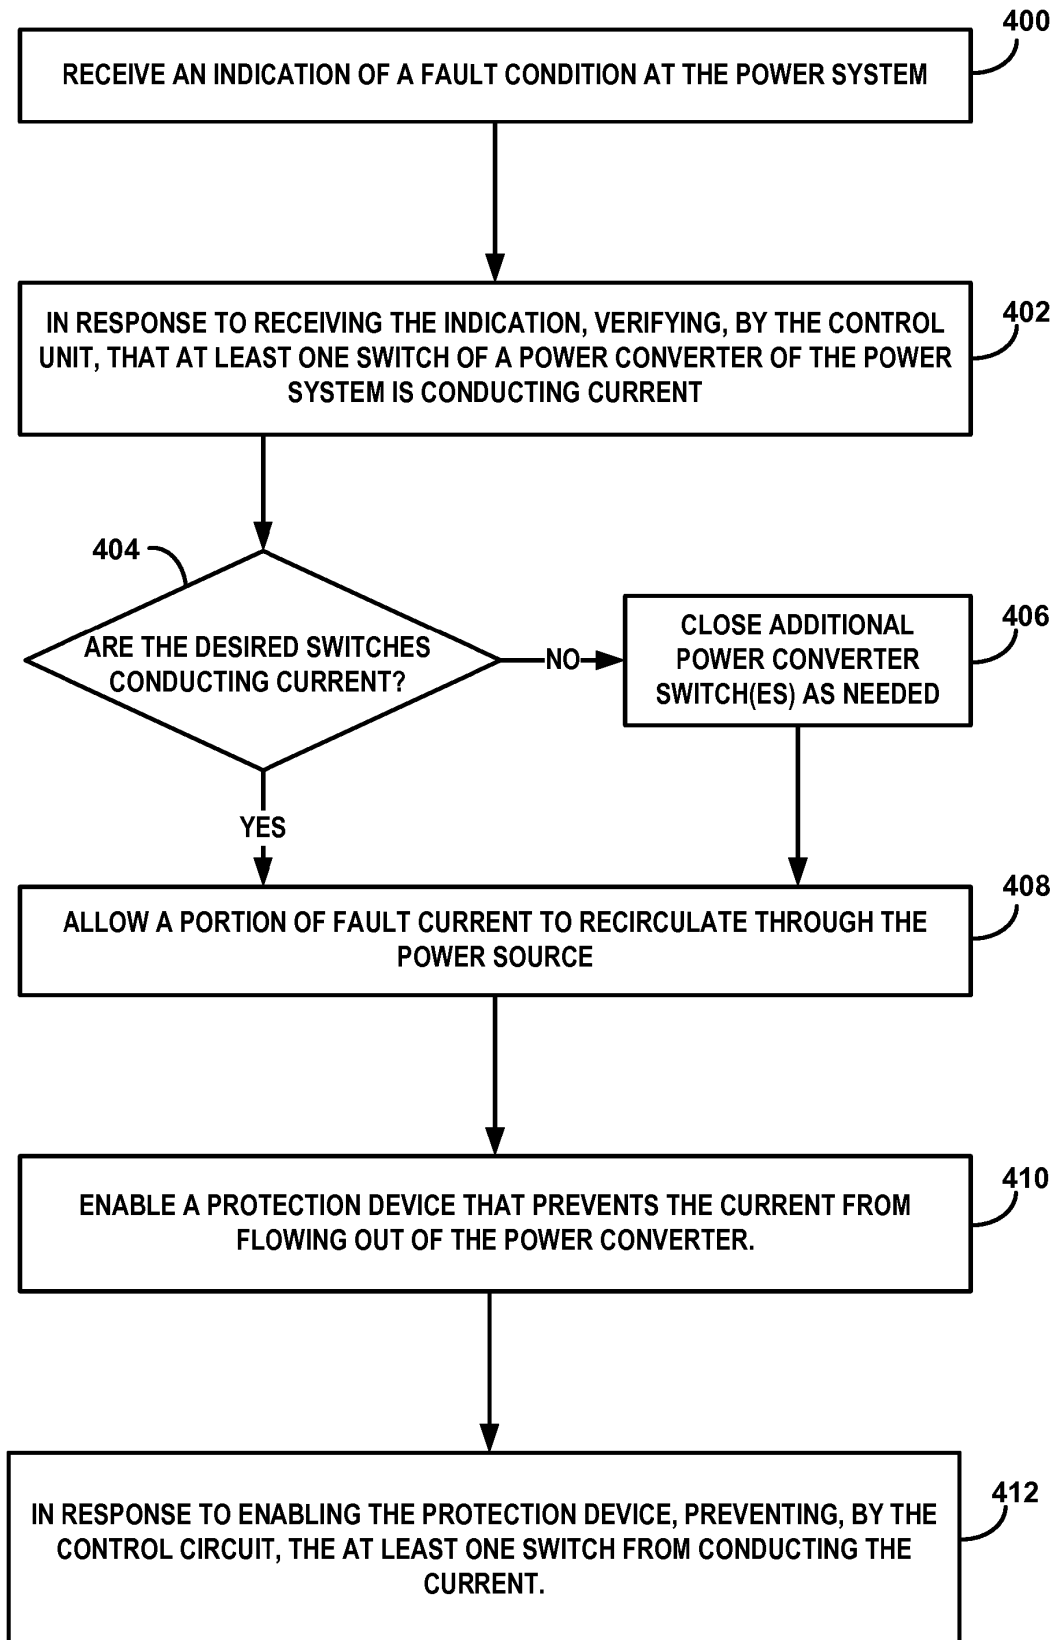 400
RECEIVE AN INDICATION OF A FAULT CONDITION AT THE POWER SYSTEM
402
IN RESPONSE TO RECEIVING THE INDICATION, VERIFYING, BY THE CONTROL
UNIT, THAT AT LEAST ONE SWITCH OF A POWER CONVERTER OF THE POWER
SYSTEM IS CONDUCTING CURRENT
404
ARE THE DESIRED SWITCHES
CONDUCTING CURRENT?
NO
406
CLOSE ADDITIONAL
POWER CONVERTER
SWITCH(ES) AS NEEDED
YES
408
ALLOW A PORTION OF FAULT CURRENT TO RECIRCULATE THROUGH THE
POWER SOURCE
410
ENABLE A PROTECTION DEVICE THAT PREVENTS THE CURRENT FROM
FLOWING OUT OF THE POWER CONVERTER.
412
IN RESPONSE TO ENABLING THE PROTECTION DEVICE, PREVENTING, BY THE
CONTROL CIRCUIT, THE AT LEAST ONE SWITCH FROM CONDUCTING THE
CURRENT.